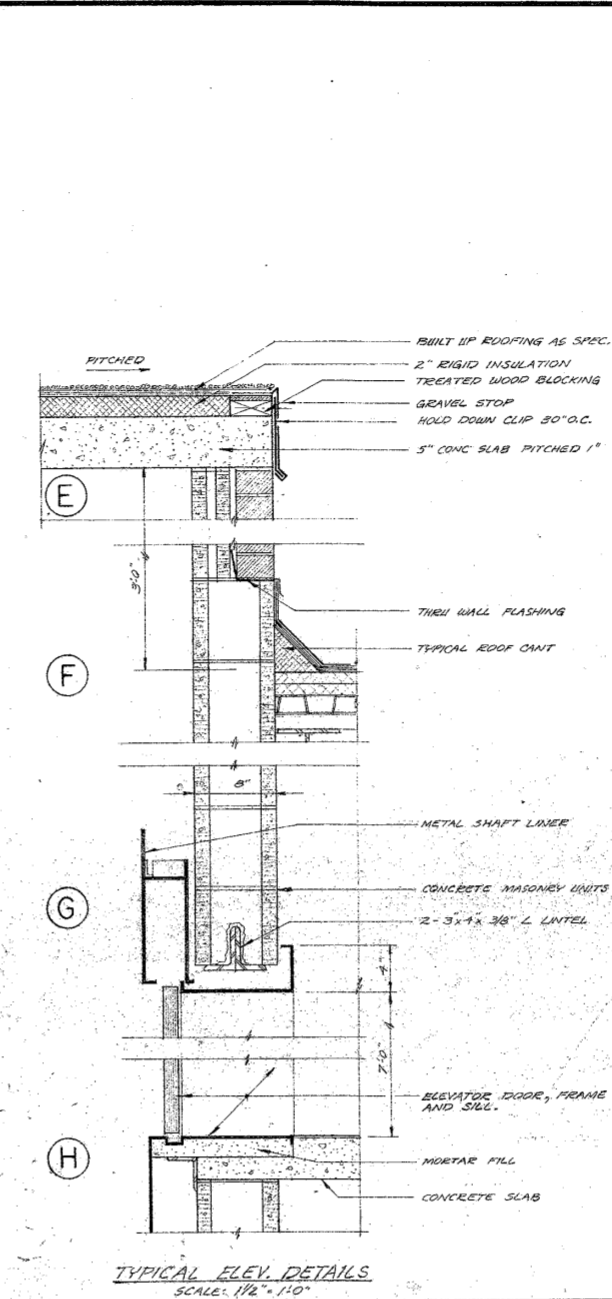 BUILT UP ROOFING AS SPEC.
PITCHED
2" RIGID INSULATION
TREATED WOOD BLOCKING
GRAVEL STOP
HOLD DOWN CLIP 30" O.C.
5" CONC SLAB PITCHED 1"
E
3'-0"
THRU WALL FLASHING
TYPICAL ROOF CANT
F
8"
METAL SHAFT LINER
CONCRETE MASONRY UNITS
G
2 - 3" x 4" x 3/8" L LINTEL
4"
7'-0"
ELEVATOR DOOR, FRAME
AND SILL.
H
MORTAR FILL
CONCRETE SLAB
TYPICAL ELEV. DETAILS
SCALE: 1 1/2" = 1'-0"